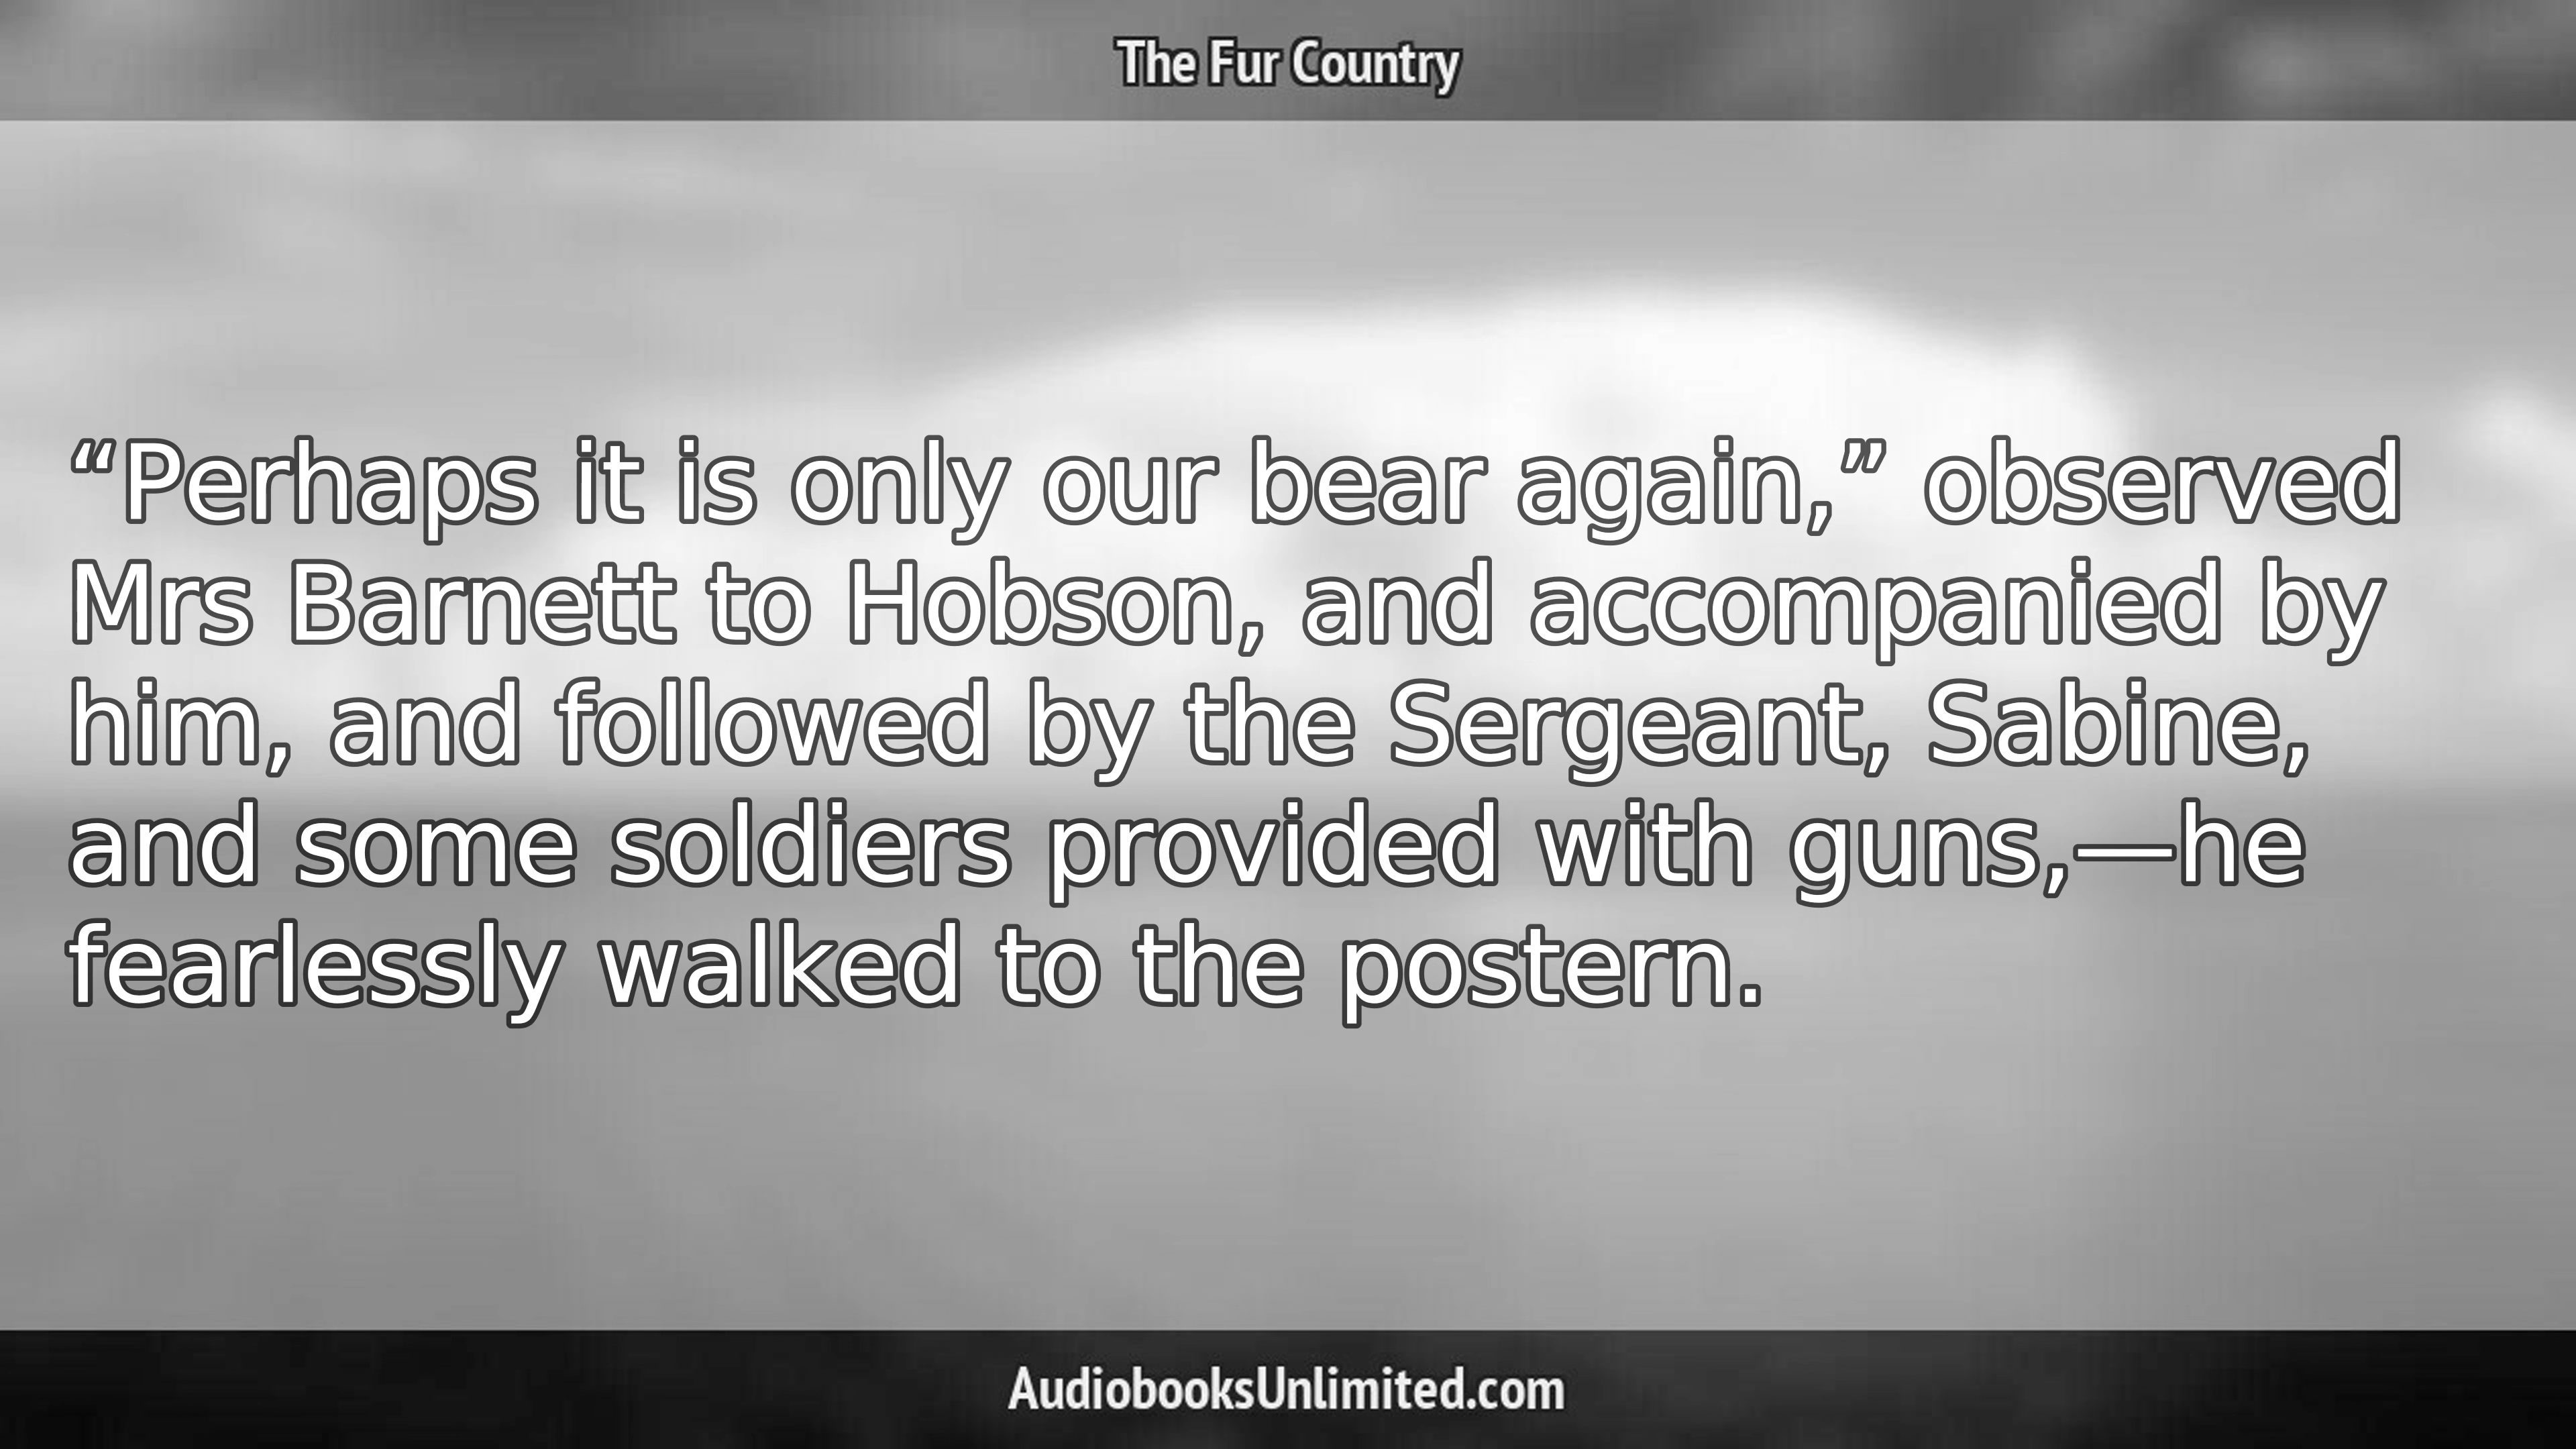 The Fur Country
“Perhaps it is only our bear again,” observed
Mrs Barnett to Hobson, and accompanied by
him, and followed by the Sergeant, Sabine,
and some soldiers provided with guns,—he
fearlessly walked to the postern.
AudiobooksUnlimited.com